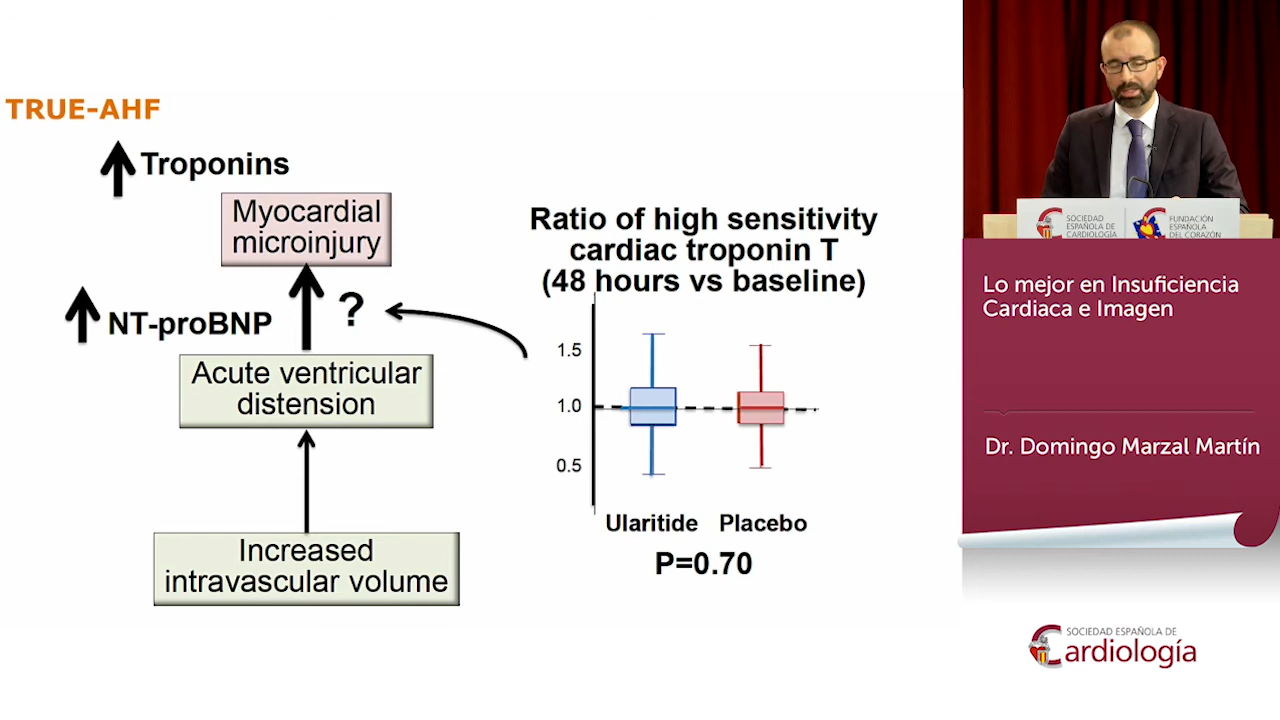 TRUE-AHF
Troponins
Myocardial
microinjury
NT-proBNP
?
Acute ventricular
distension
Increased
intravascular volume
Ratio of high sensitivity
cardiac troponin T
(48 hours vs baseline)
1.5
1.0
0.5
Ularitide Placebo
P=0.70
SOCIEDAD
ESPAÑOLA DE
CARDIOLOGÍA
FUNDACIÓN
ESPAÑOLA
DEL CORAZÓN
Lo mejor en Insuficiencia
Cardiaca e Imagen
Dr. Domingo Marzal Martín
SOCIEDAD ESPAÑOLA DE
Cardiología